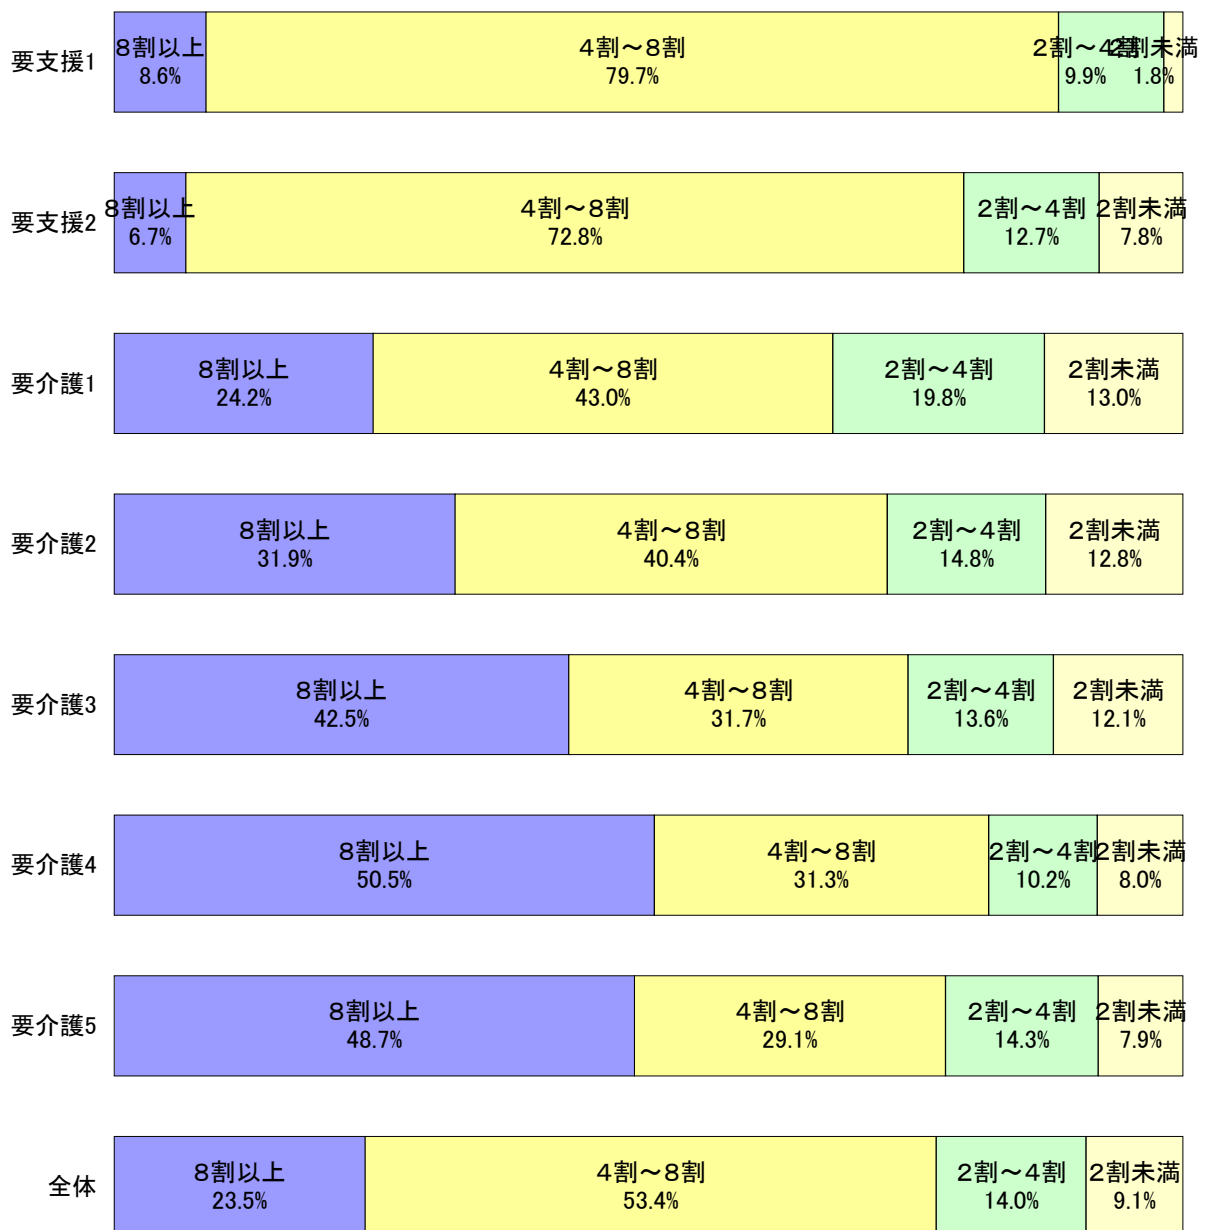 要支援1
8割以上 4割～8割 2割～4割 2割未満
8.6% 79.7% 9.9% 1.8%
要支援2
8割以上 4割～8割 2割～4割 2割未満
6.7% 72.8% 12.7% 7.8%
要介護1
8割以上 4割～8割 2割～4割 2割未満
24.2% 43.0% 19.8% 13.0%
要介護2
8割以上 4割～8割 2割～4割 2割未満
31.9% 40.4% 14.8% 12.8%
要介護3
8割以上 4割～8割 2割～4割 2割未満
42.5% 31.7% 13.6% 12.1%
要介護4
8割以上 4割～8割 2割～4割 2割未満
50.5% 31.3% 10.2% 8.0%
要介護5
8割以上 4割～8割 2割～4割 2割未満
48.7% 29.1% 14.3% 7.9%
全体
8割以上 4割～8割 2割～4割 2割未満
23.5% 53.4% 14.0% 9.1%